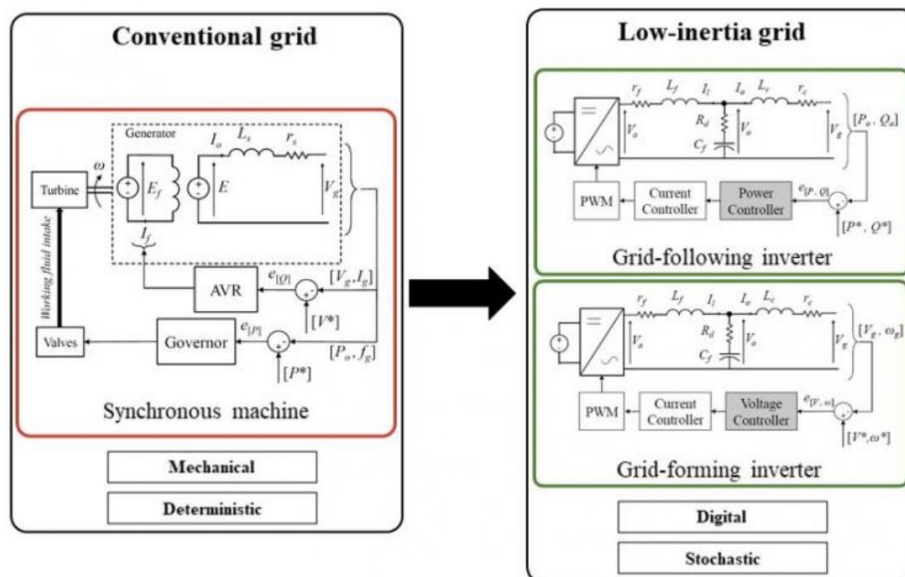 Conventional grid
Generator
I_o
L_s
r_s
ω
Turbine
E_f
E
V_g
I_f
Working fluid intake
AVR
e_[Q]
[V_g,I_g]
[V*]
Valves
Governor
e_[P]
[P_o, f_g]
[P*]
Synchronous machine
Mechanical
Deterministic
Low-inertia grid
r_f
L_f
I_l
I_o
L_c
r_c
R_d
C_f
V_a
V_o
V_g
[P_o, Q_o]
PWM
Current Controller
Power Controller
e_[P, Q]
[P*, Q*]
Grid-following inverter
r_f
L_f
I_l
I_o
L_c
r_c
R_d
C_f
V_a
V_o
V_g
[V_g, ω_g]
PWM
Current Controller
Voltage Controller
e_[V, ω]
[V*,ω*]
Grid-forming inverter
Digital
Stochastic